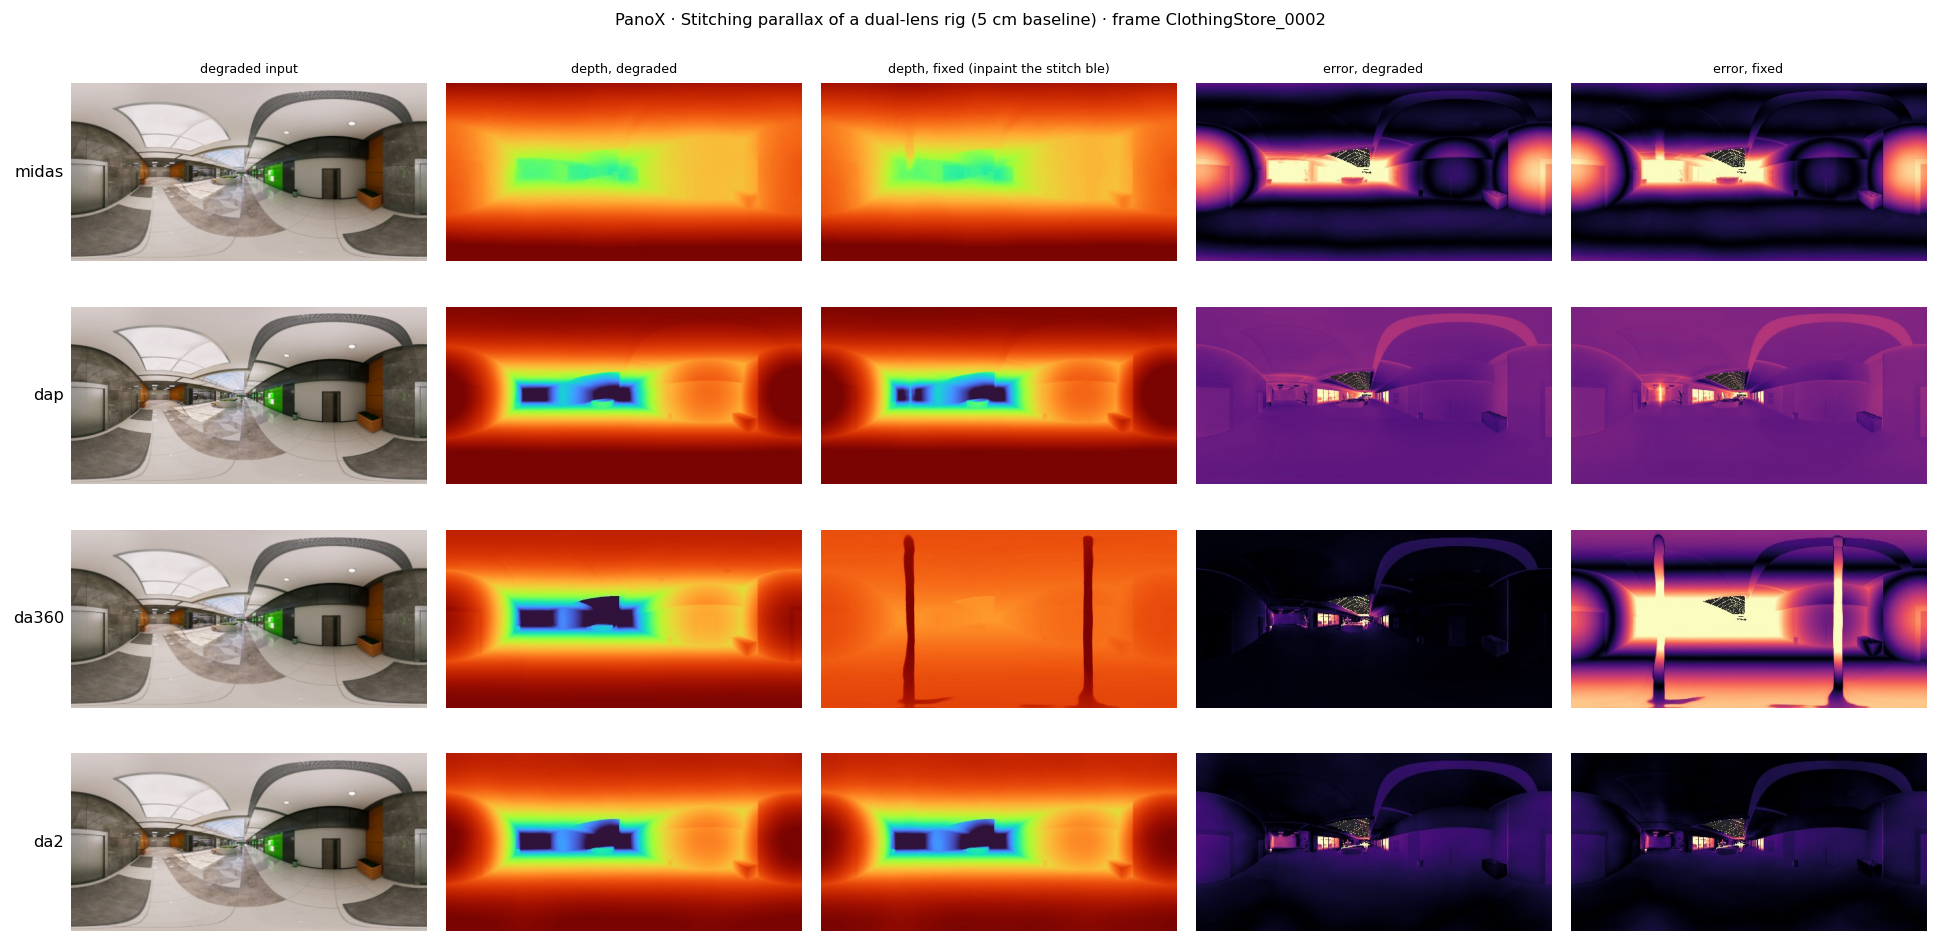 PanoX · Stitching parallax of a dual-lens rig (5 cm baseline) · frame ClothingStore_0002
degraded input
depth, degraded
depth, fixed (inpaint the stitch ble)
error, degraded
error, fixed
midas
dap
da360
da2